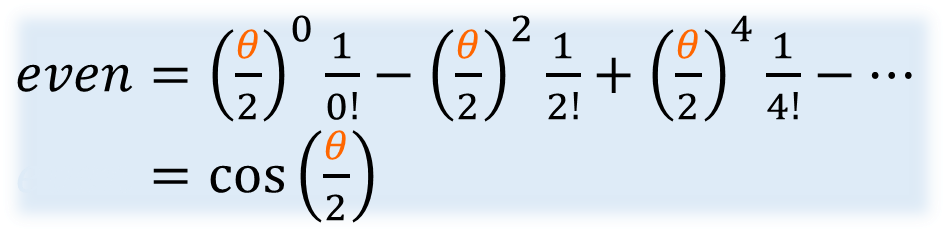 even = (θ/2)^0 1/0! − (θ/2)^2 1/2! + (θ/2)^4 1/4! − ⋯
= cos(θ/2)